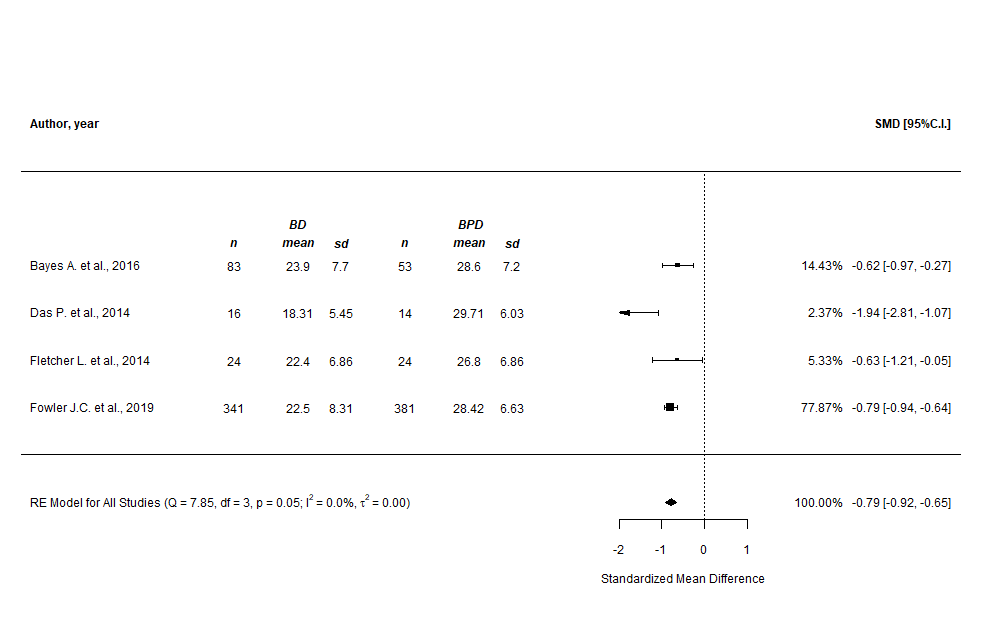 Author, year SMD [95%C.I.]
BD BPD
n mean sd n mean sd
Bayes A. et al., 2016 83 23.9 7.7 53 28.6 7.2 14.43% -0.62 [-0.97, -0.27]
Das P. et al., 2014 16 18.31 5.45 14 29.71 6.03 2.37% -1.94 [-2.81, -1.07]
Fletcher L. et al., 2014 24 22.4 6.86 24 26.8 6.86 5.33% -0.63 [-1.21, -0.05]
Fowler J.C. et al., 2019 341 22.5 8.31 381 28.42 6.63 77.87% -0.79 [-0.94, -0.64]
RE Model for All Studies (Q = 7.85, df = 3, p = 0.05; I² = 0.0%, τ² = 0.00) 100.00% -0.79 [-0.92, -0.65]
-2 -1 0 1
Standardized Mean Difference